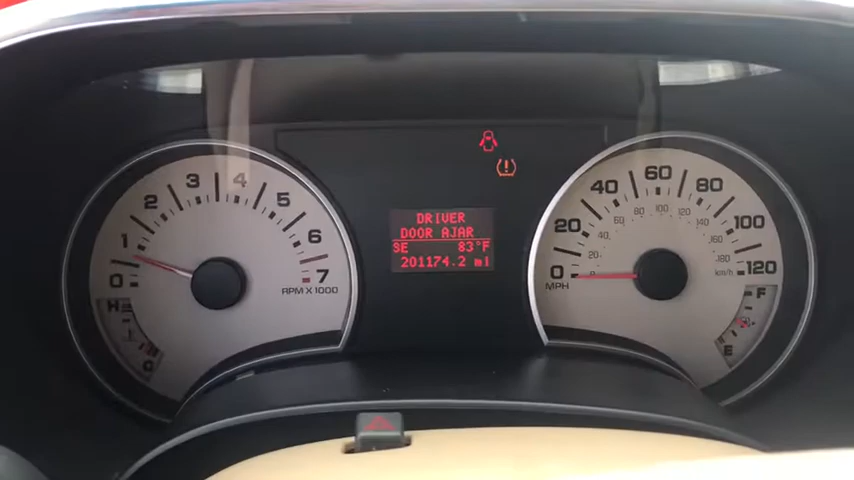 DRIVER
DOOR AJAR
SE 83°F
201174.2 mi
0 1 2 3 4 5 6 7
RPM X 1000
H
C
0 20 40 60 80 100 120
MPH
20 40 60 80 100 120 140 160 180
km/h
F
E